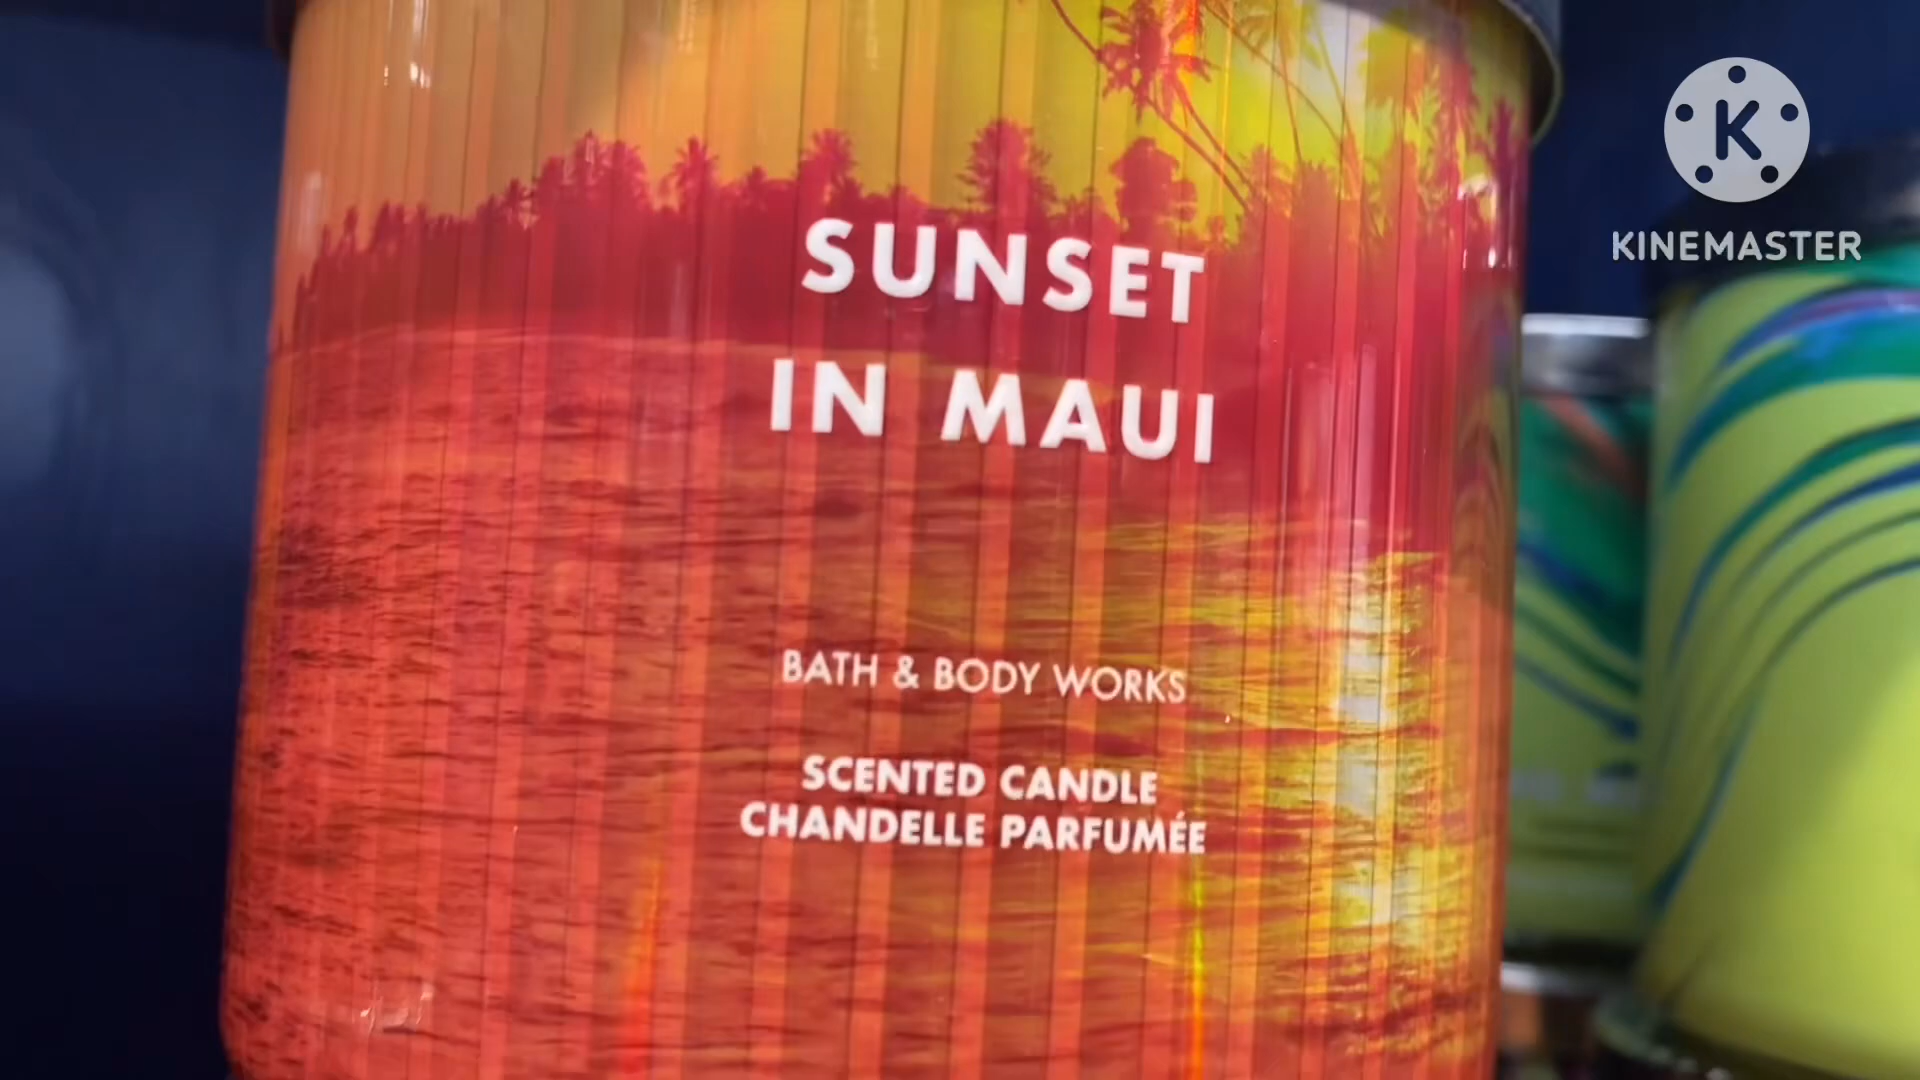 SUNSET
IN MAUI
BATH & BODY WORKS
SCENTED CANDLE
CHANDELLE PARFUMÉE
K
KINEMASTER